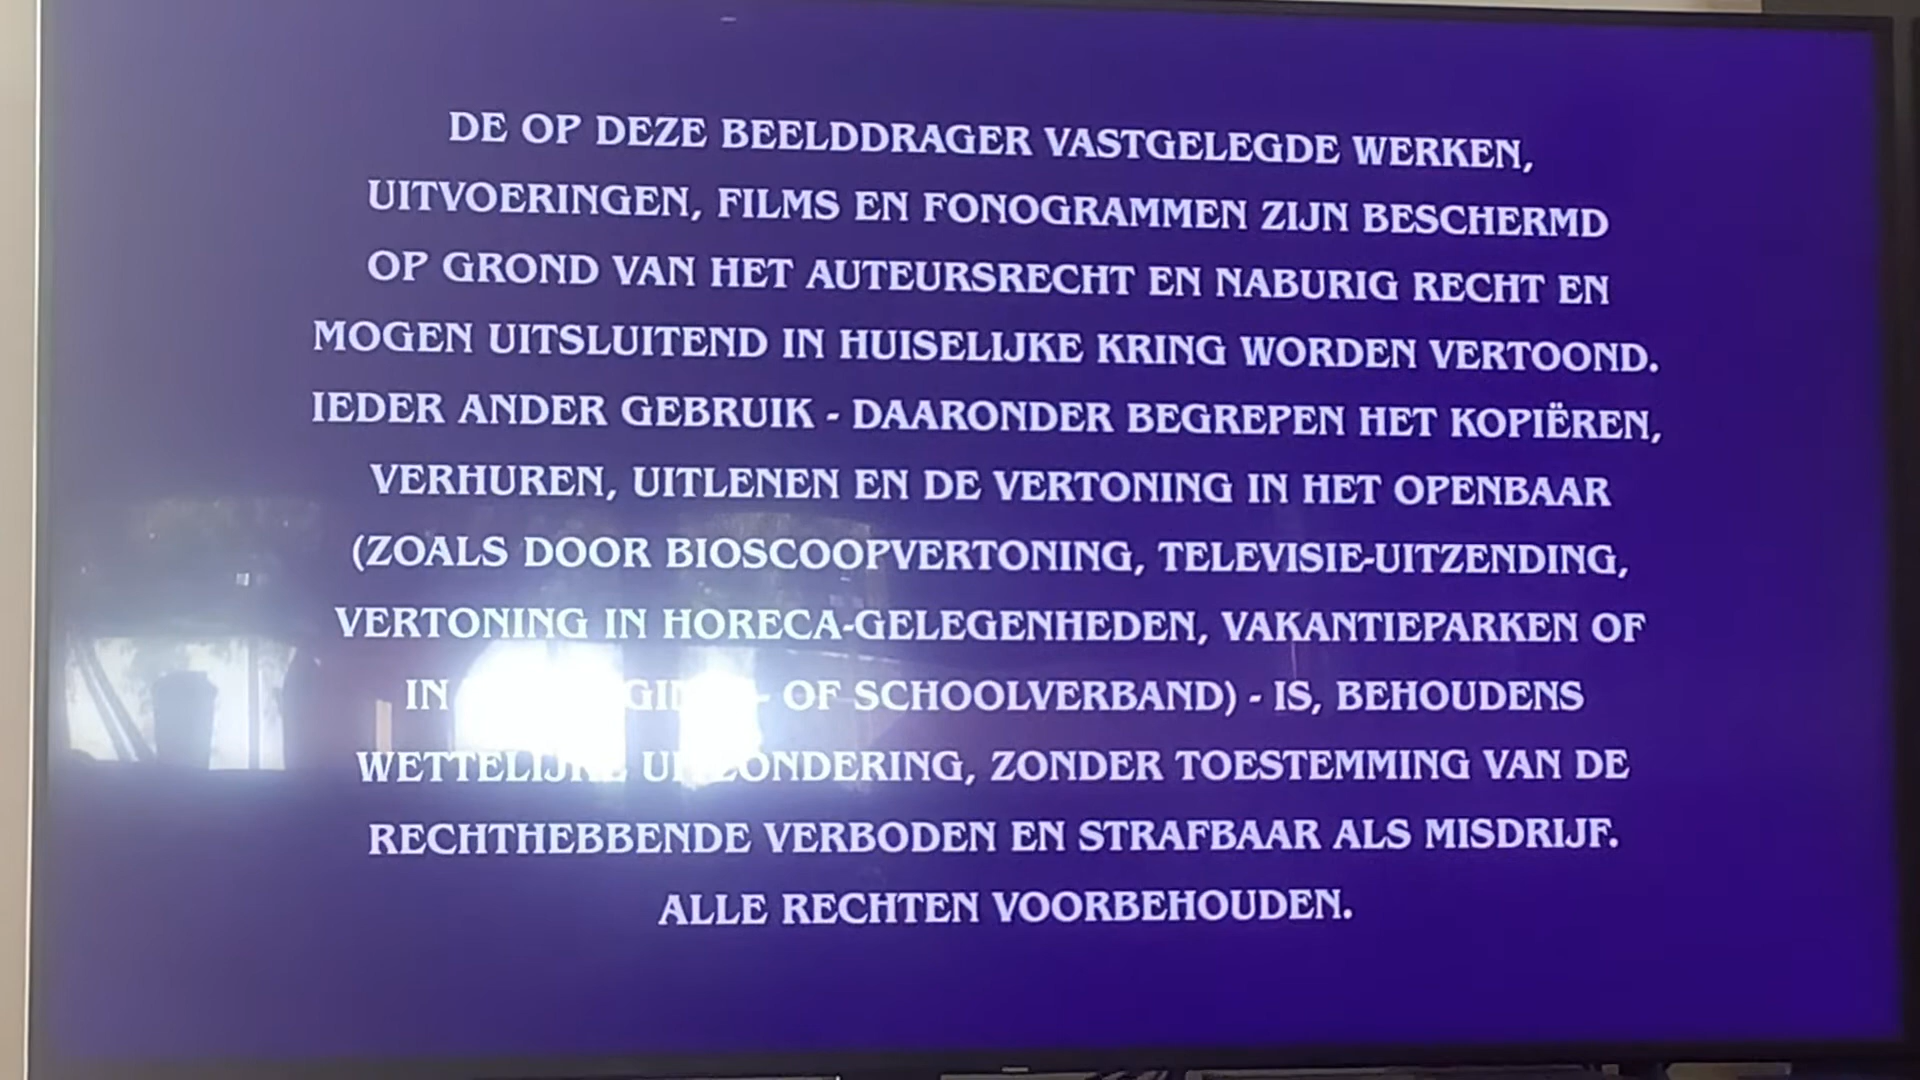 DE OP DEZE BEELDDRAGER VASTGELEGDE WERKEN,
UITVOERINGEN, FILMS EN FONOGRAMMEN ZIJN BESCHERMD
OP GROND VAN HET AUTEURSRECHT EN NABURIG RECHT EN
MOGEN UITSLUITEND IN HUISELIJKE KRING WORDEN VERTOOND.
IEDER ANDER GEBRUIK - DAARONDER BEGREPEN HET KOPIËREN,
VERHUREN, UITLENEN EN DE VERTONING IN HET OPENBAAR
(ZOALS DOOR BIOSCOOPVERTONING, TELEVISIE-UITZENDING,
VERTONING IN HORECA-GELEGENHEDEN, VAKANTIEPARKEN OF
IN - OF SCHOOLVERBAND) - IS, BEHOUDENS
WETTELIJKE UITZONDERING, ZONDER TOESTEMMING VAN DE
RECHTHEBBENDE VERBODEN EN STRAFBAAR ALS MISDRIJF.
ALLE RECHTEN VOORBEHOUDEN.